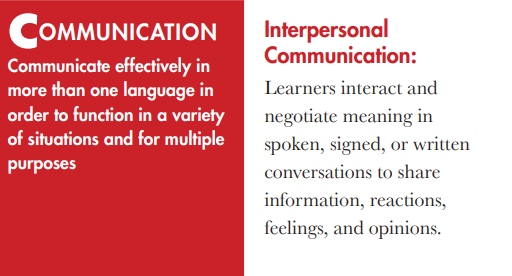 COMMUNICATION
Communicate effectively in
more than one language in
order to function in a variety
of situations and for multiple
purposes
Interpersonal
Communication:
Learners interact and
negotiate meaning in
spoken, signed, or written
conversations to share
information, reactions,
feelings, and opinions.